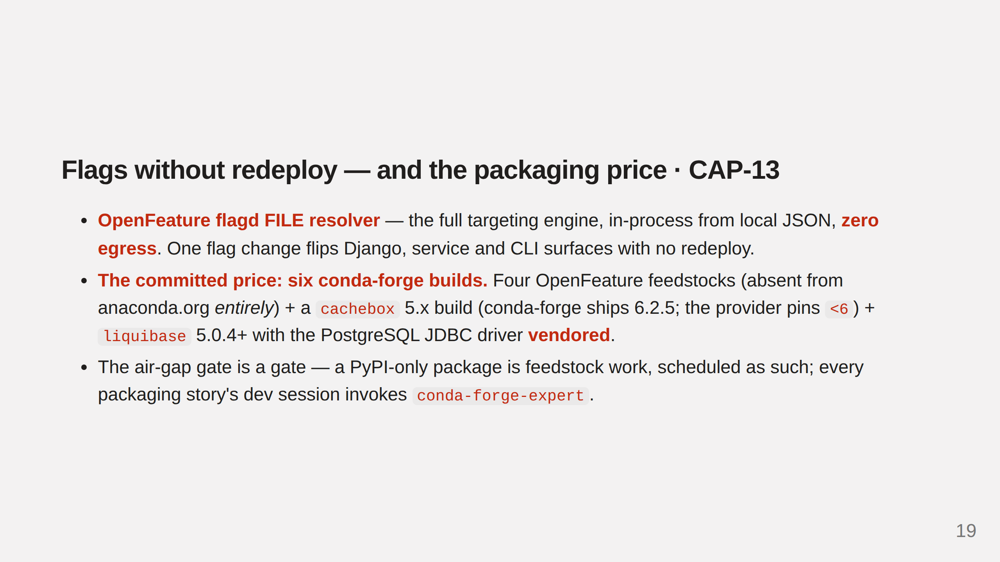 Flags without redeploy — and the packaging price · CAP-13
• OpenFeature flagd FILE resolver — the full targeting engine, in-process from local JSON, zero
egress. One flag change flips Django, service and CLI surfaces with no redeploy.
• The committed price: six conda-forge builds. Four OpenFeature feedstocks (absent from
anaconda.org entirely) + a cachebox 5.x build (conda-forge ships 6.2.5; the provider pins <6) +
liquibase 5.0.4+ with the PostgreSQL JDBC driver vendored.
• The air-gap gate is a gate — a PyPI-only package is feedstock work, scheduled as such; every
packaging story's dev session invokes conda-forge-expert.
19